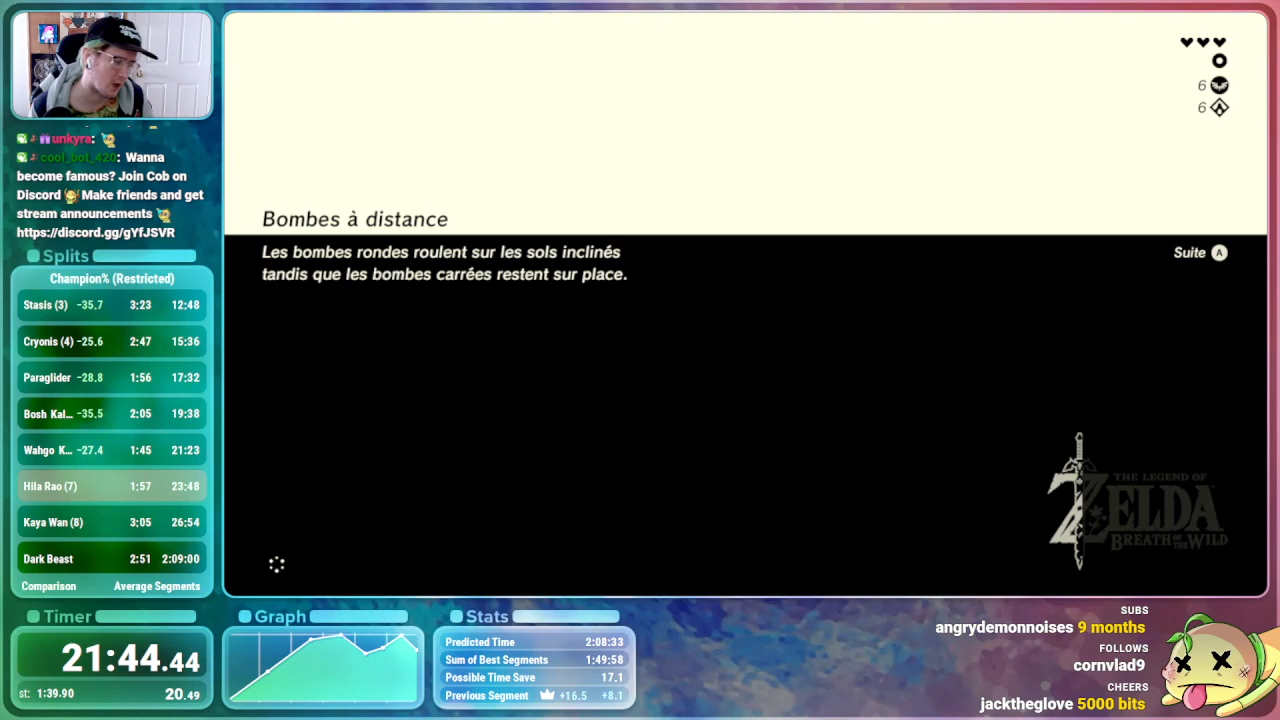 unkyra:
cool_bot_420: Wanna
become famous? Join Cob on
Discord Make friends and get
stream announcements
https://discord.gg/gYfJSVR
Splits
Champion% (Restricted)
Stasis (3) -35.7 3:23 12:48
Cryonis (4) -25.6 2:47 15:36
Paraglider -28.8 1:56 17:32
Bosh Kal... -35.5 2:05 19:38
Wahgo K... -27.4 1:45 21:23
Hila Rao (7) 1:57 23:48
Kaya Wan (8) 3:05 26:54
Dark Beast 2:51 2:09:00
Comparison Average Segments
Timer
21:44.44
st: 1:39.90 20.49
Graph
Stats
Predicted Time 2:08:33
Sum of Best Segments 1:49:58
Possible Time Save 17.1
Previous Segment +16.5 +8.1
6
6
Bombes à distance
Les bombes rondes roulent sur les sols inclinés
tandis que les bombes carrées restent sur place.
Suite A
THE LEGEND OF
ZELDA
BREATH OF THE WILD
SUBS
angrydemonnoises 9 months
FOLLOWS
cornvlad9
CHEERS
jacktheglove 5000 bits